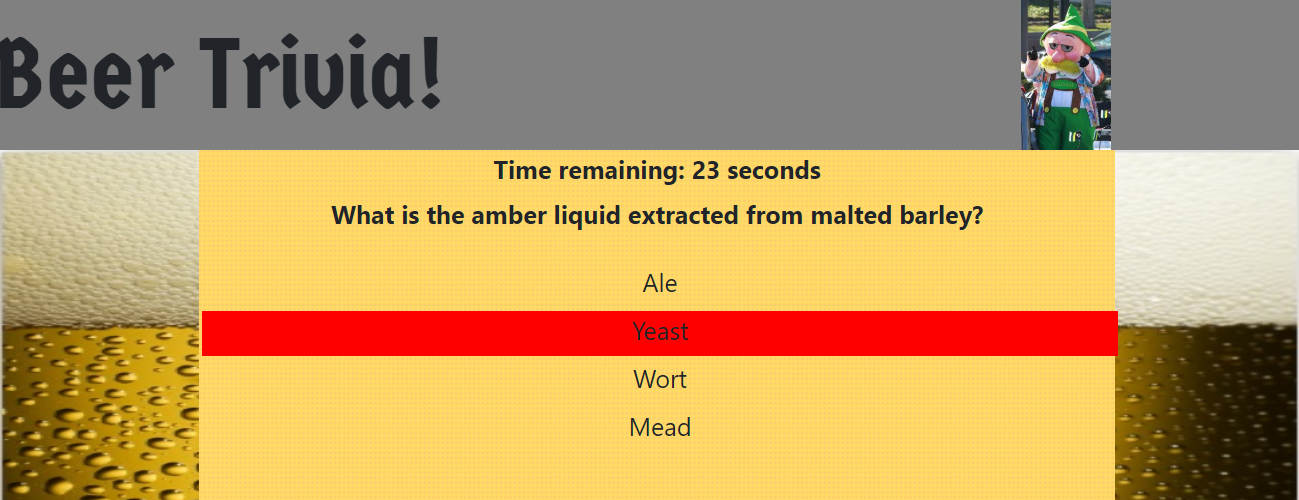 Beer Trivia!
Time remaining: 23 seconds
What is the amber liquid extracted from malted barley?
Ale
Yeast
Wort
Mead